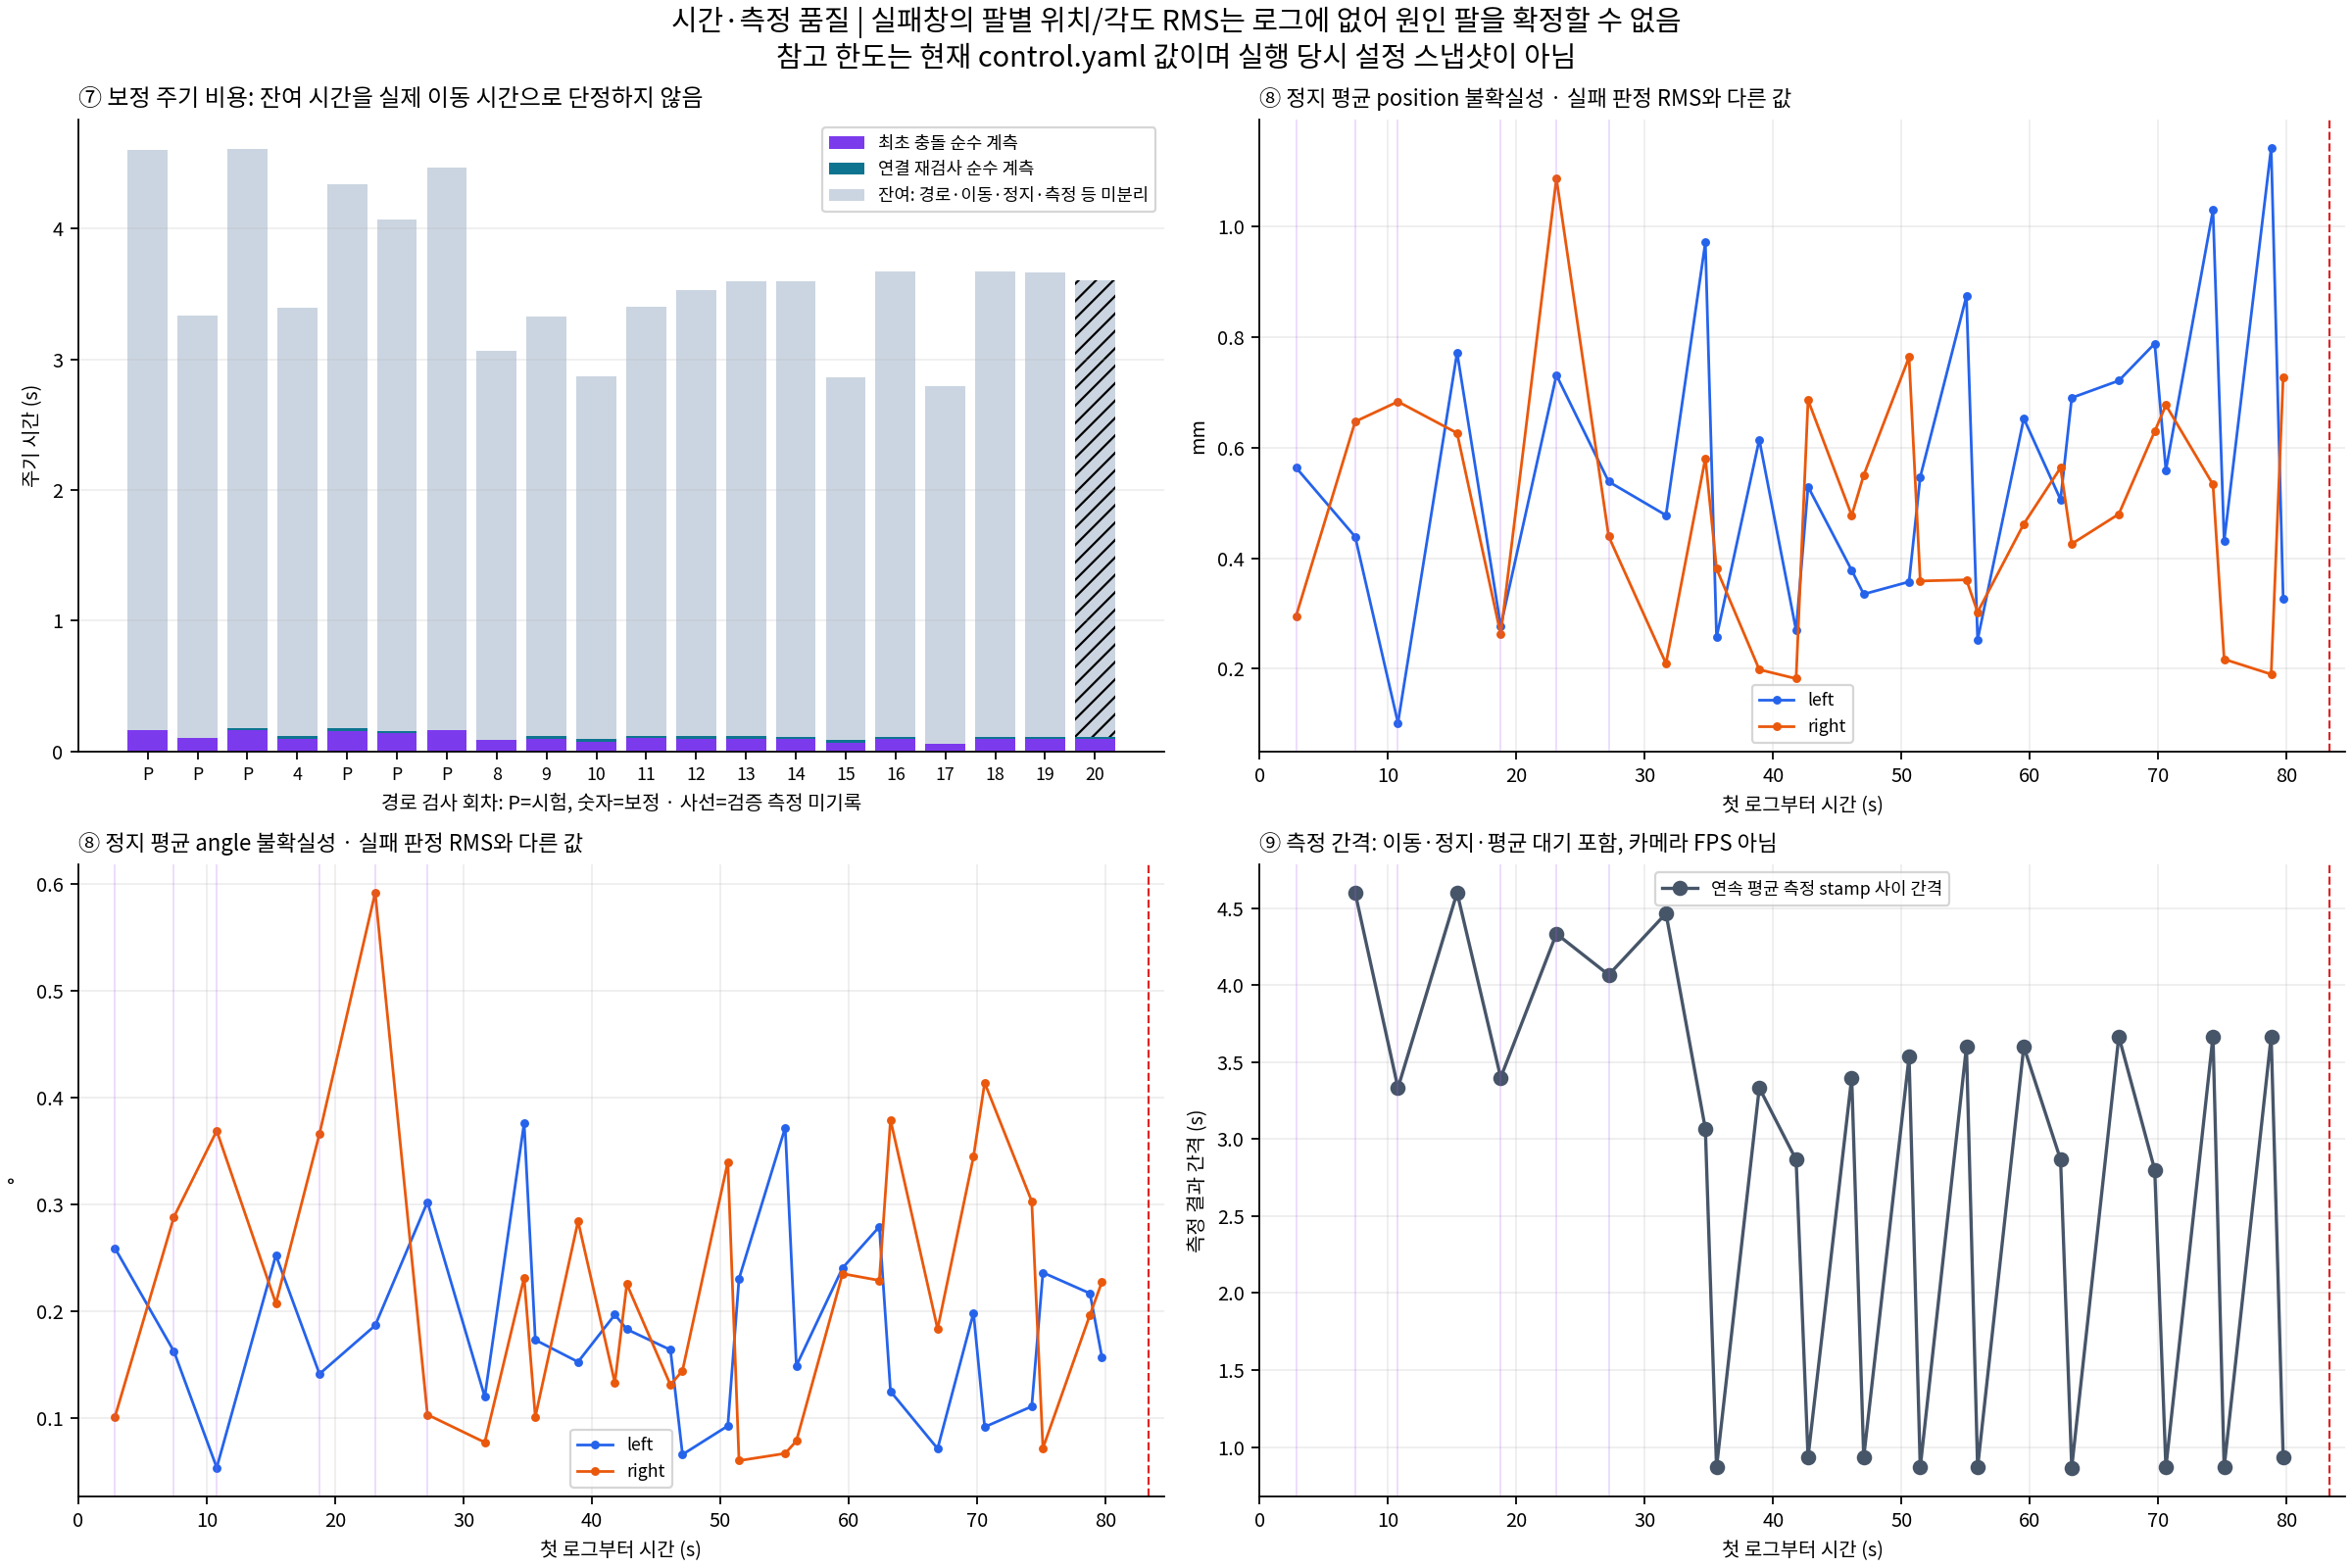 시간·측정 품질 | 실패창의 팔별 위치/각도 RMS는 로그에 없어 원인 팔을 확정할 수 없음
참고 한도는 현재 control.yaml 값이며 실행 당시 설정 스냅샷이 아님
⑦ 보정 주기 비용: 잔여 시간을 실제 이동 시간으로 단정하지 않음
최초 충돌 순수 계측
연결 재검사 순수 계측
잔여: 경로·이동·정지·측정 등 미분리
주기 시간 (s)
4
3
2
1
0
P P P 4 P P P 8 9 10 11 12 13 14 15 16 17 18 19 20
경로 검사 회차: P=시험, 숫자=보정 · 사선=검증 측정 미기록
⑧ 정지 평균 position 불확실성 · 실패 판정 RMS와 다른 값
mm
1.0
0.8
0.6
0.4
0.2
left
right
0 10 20 30 40 50 60 70 80
첫 로그부터 시간 (s)
⑧ 정지 평균 angle 불확실성 · 실패 판정 RMS와 다른 값
°
0.6
0.5
0.4
0.3
0.2
0.1
left
right
0 10 20 30 40 50 60 70 80
첫 로그부터 시간 (s)
⑨ 측정 간격: 이동·정지·평균 대기 포함, 카메라 FPS 아님
연속 평균 측정 stamp 사이 간격
측정 결과 간격 (s)
4.5
4.0
3.5
3.0
2.5
2.0
1.5
1.0
0 10 20 30 40 50 60 70 80
첫 로그부터 시간 (s)